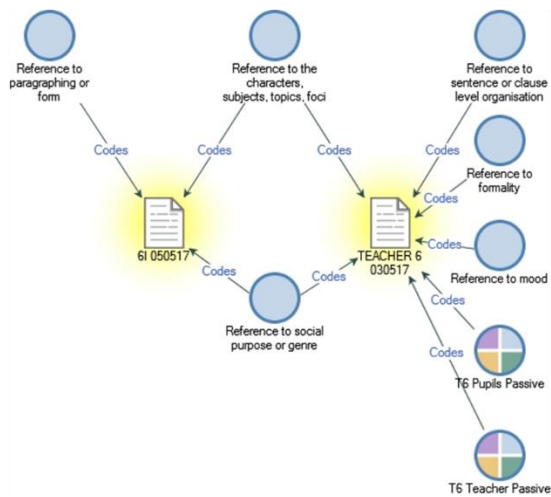 Reference to
paragraphing or
form
Reference to the
characters,
subjects, topics, foci
Reference to
sentence or clause
level organisation
Codes
Codes
Codes
Codes
Reference to
formality
Codes
6I 050517
TEACHER 6
030517
Codes
Reference to mood
Codes
Codes
Reference to social
purpose or genre
Codes
Codes
T6 Pupils Passive
T6 Teacher Passive